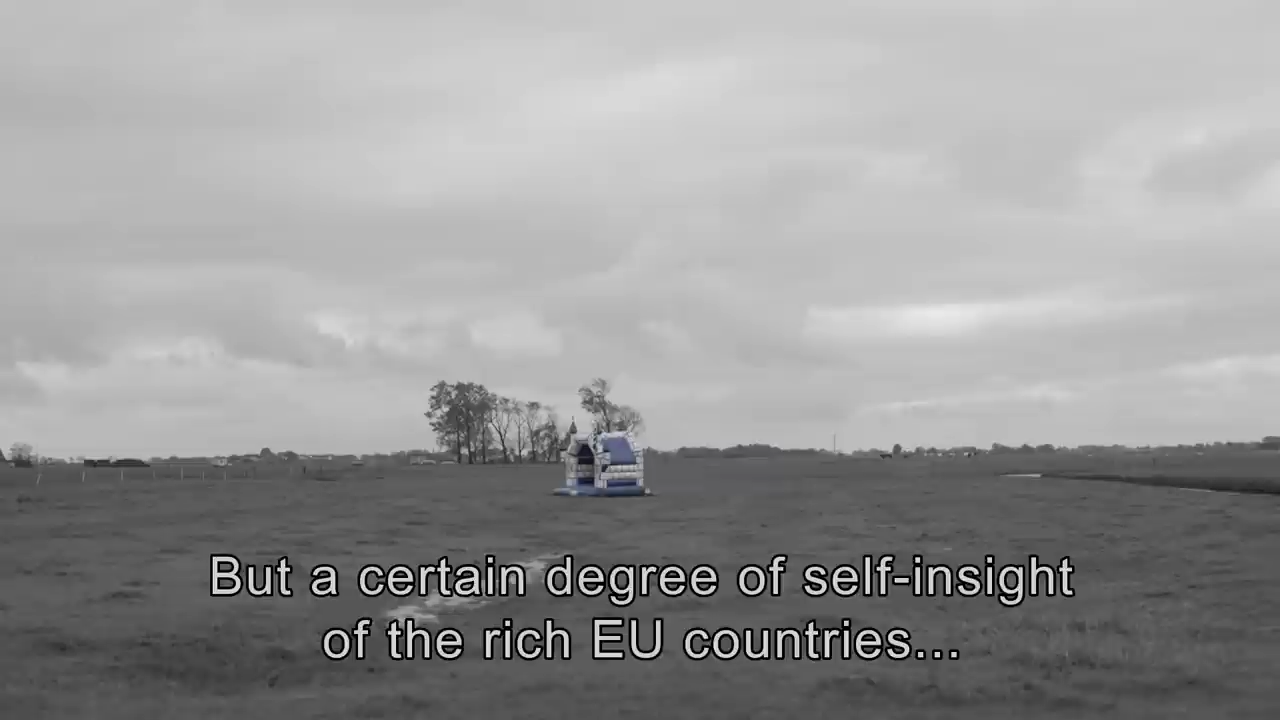 But a certain degree of self-insight
of the rich EU countries...